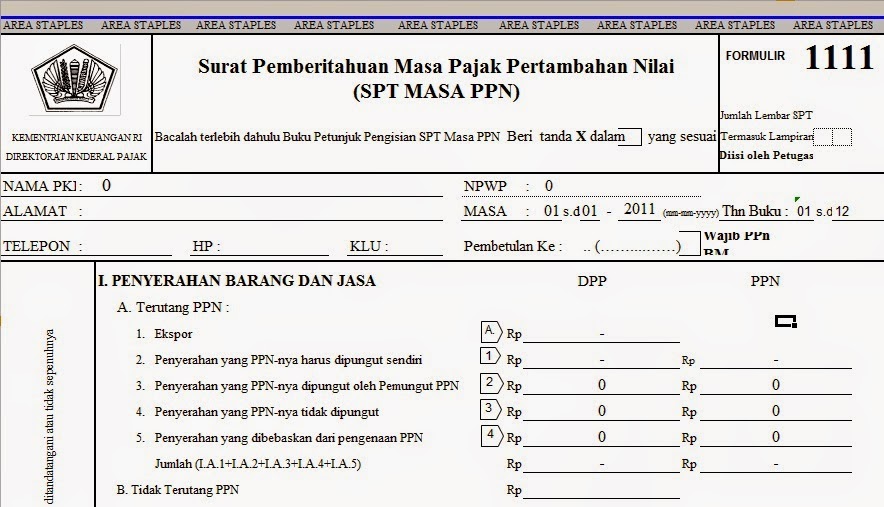 AREA STAPLES AREA STAPLES AREA STAPLES AREA STAPLES AREA STAPLES AREA STAPLES AREA STAPLES AREA STAPLES
KEMENTRIAN KEUANGAN RI
DIREKTORAT JENDERAL PAJAK
Surat Pemberitahuan Masa Pajak Pertambahan Nilai
(SPT MASA PPN)
Bacalah terlebih dahulu Buku Petunjuk Pengisian SPT Masa PPN Beri tanda X dalam yang sesuai
FORMULIR 1111
Jumlah Lembar SPT
Termasuk Lampiran
Diisi oleh Petugas
NAMA PKP : 0 NPWP : 0
ALAMAT : MASA : 01 s.d 01 - 2011 (mm-mm-yyyy) Thn Buku : 01 s.d 12
TELEPON : HP : KLU : Pembetulan Ke : .. (.............) Wajib PPn BM
ditandatangani atau tidak sepenuhnya
I. PENYERAHAN BARANG DAN JASA DPP PPN
A. Terutang PPN :
1. Ekspor A. Rp -
2. Penyerahan yang PPN-nya harus dipungut sendiri 1 Rp - Rp -
3. Penyerahan yang PPN-nya dipungut oleh Pemungut PPN 2 Rp 0 Rp 0
4. Penyerahan yang PPN-nya tidak dipungut 3 Rp 0 Rp 0
5. Penyerahan yang dibebaskan dari pengenaan PPN 4 Rp 0 Rp 0
Jumlah (I.A.1+I.A.2+I.A.3+I.A.4+I.A.5) Rp - Rp -
B. Tidak Terutang PPN Rp